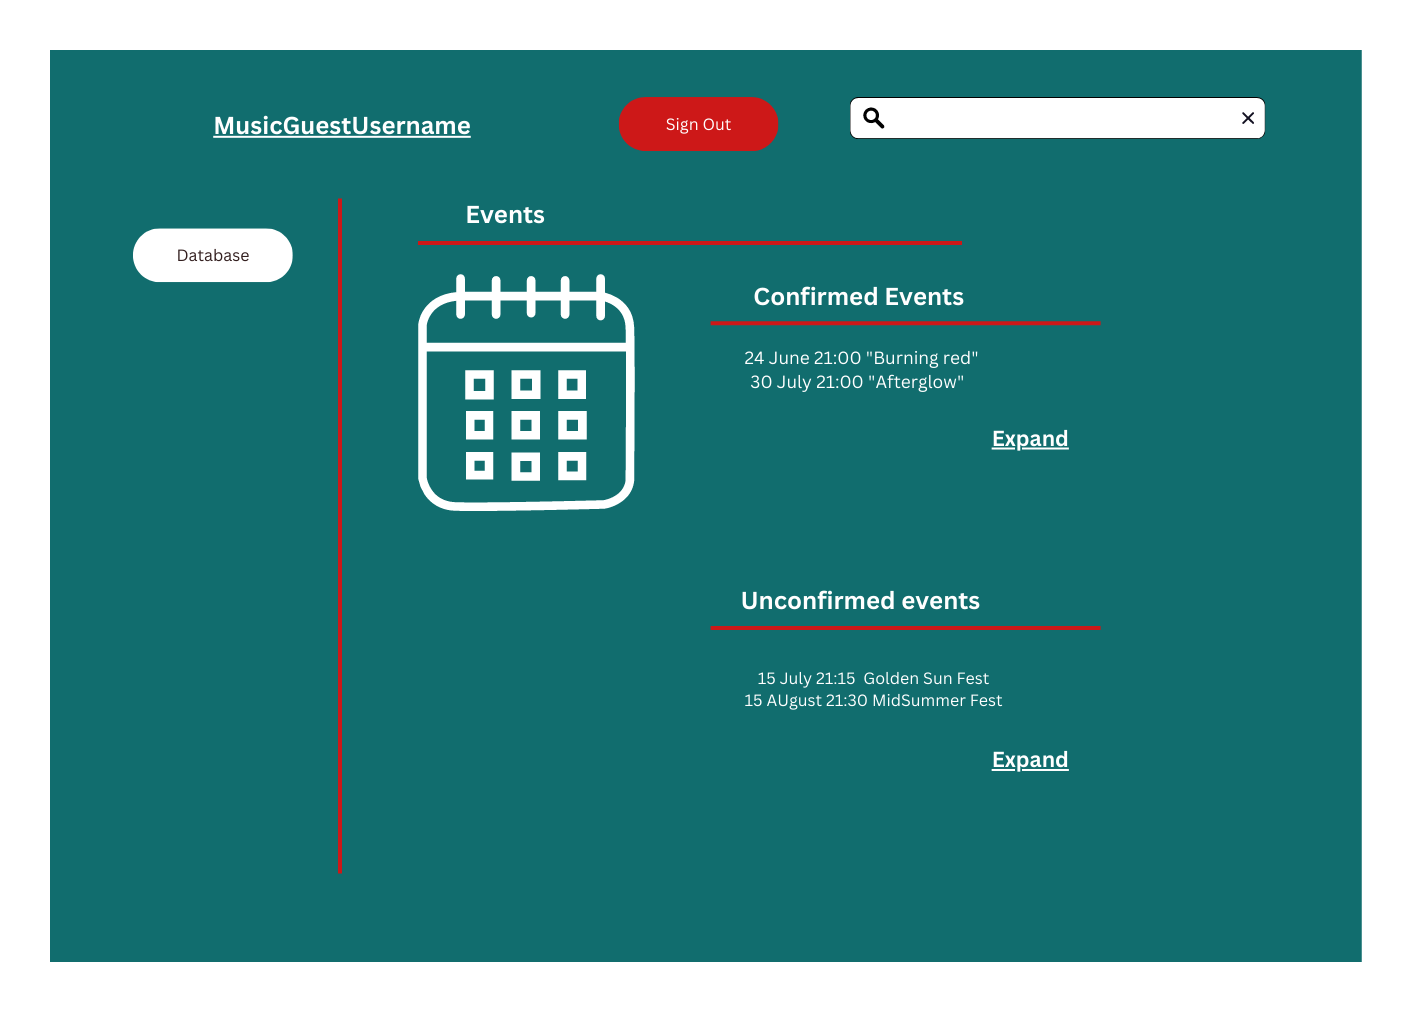 MusicGuestUsername
Sign Out
Database
Events
Confirmed Events
24 June 21:00 "Burning red"
30 July 21:00 "Afterglow"
Expand
Unconfirmed events
15 July 21:15  Golden Sun Fest
15 AUgust 21:30 MidSummer Fest
Expand